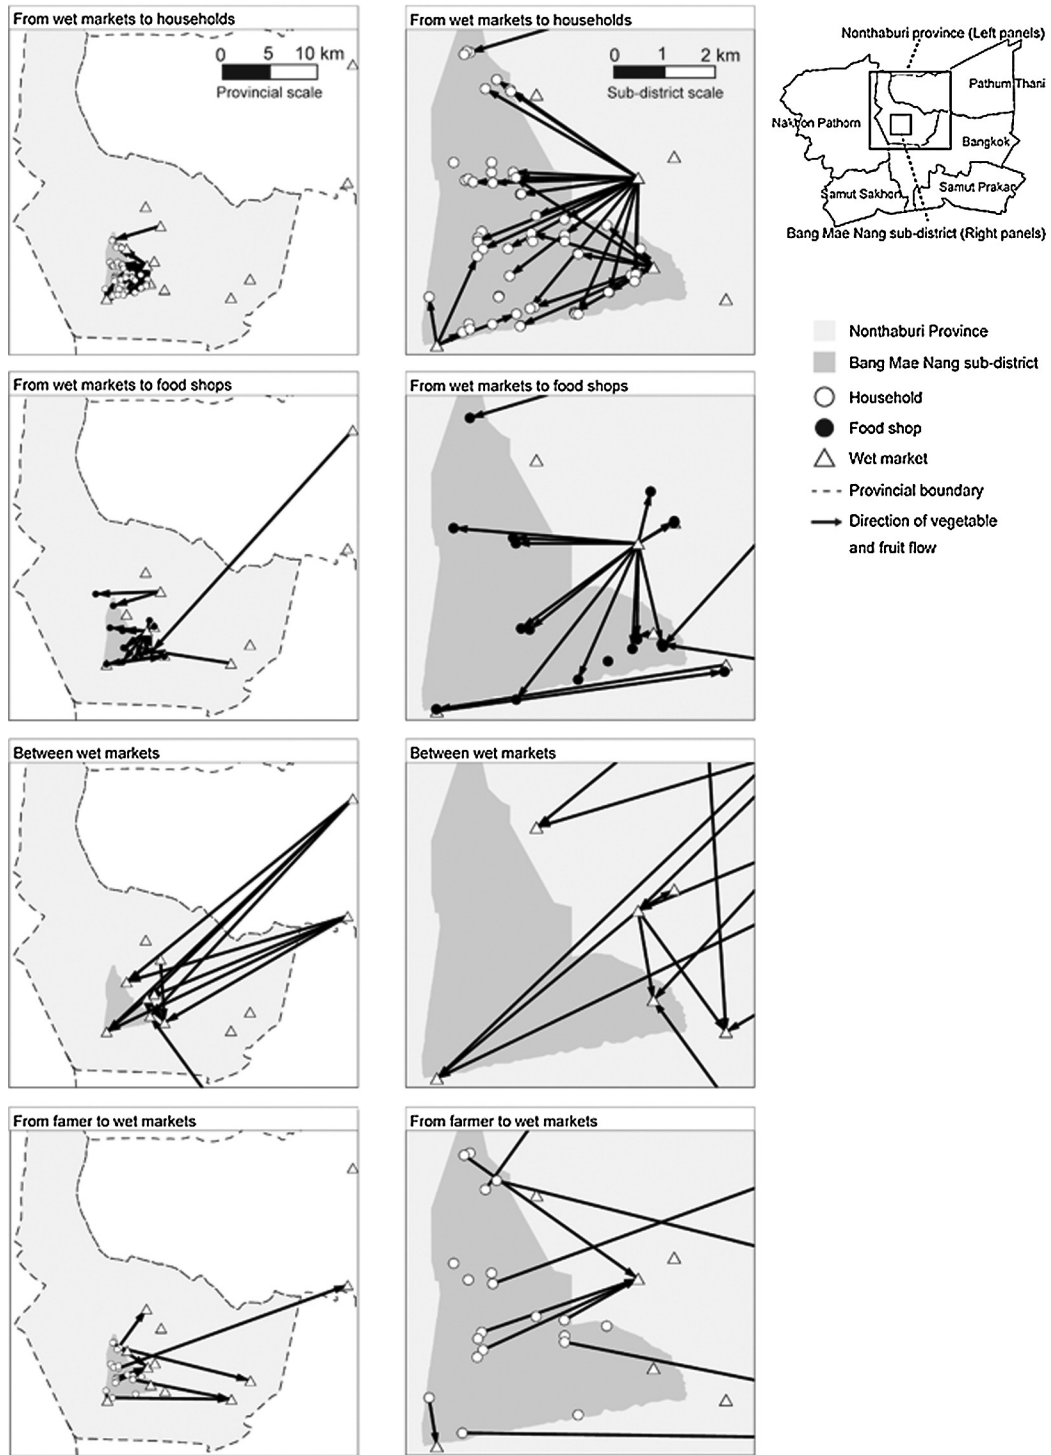 From wet markets to households
0 5 10 km
Provincial scale
From wet markets to households
0 1 2 km
Sub-district scale
Nonthaburi province (Left panels)
Pathum Thani
Nakhon Pathorn
Bangkok
Samut Sakhon
Samut Prakan
Bang Mae Nang sub-district (Right panels)
Nonthaburi Province
Bang Mae Nang sub-district
Household
Food shop
Wet market
Provincial boundary
Direction of vegetable
and fruit flow
From wet markets to food shops
From wet markets to food shops
Between wet markets
Between wet markets
From famer to wet markets
From farmer to wet markets